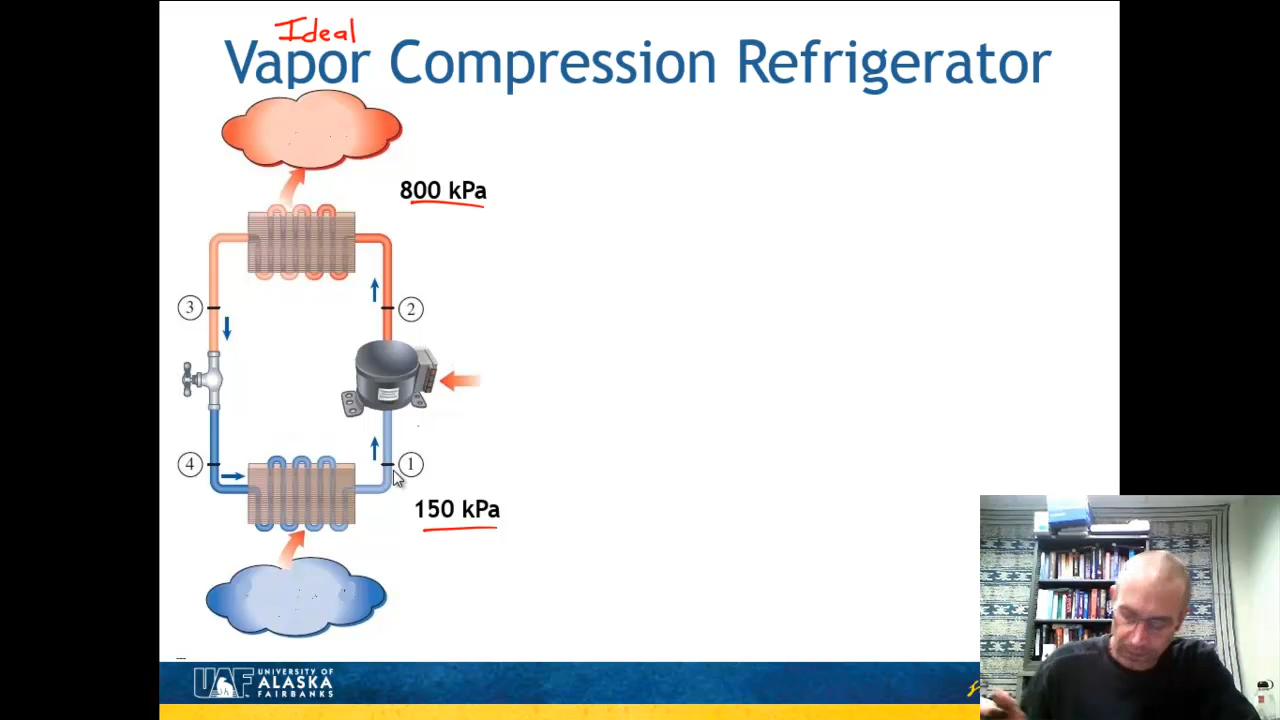 Ideal
Vapor Compression Refrigerator
800 kPa
3
2
4
1
150 kPa
UAF
UNIVERSITY OF
ALASKA
FAIRBANKS